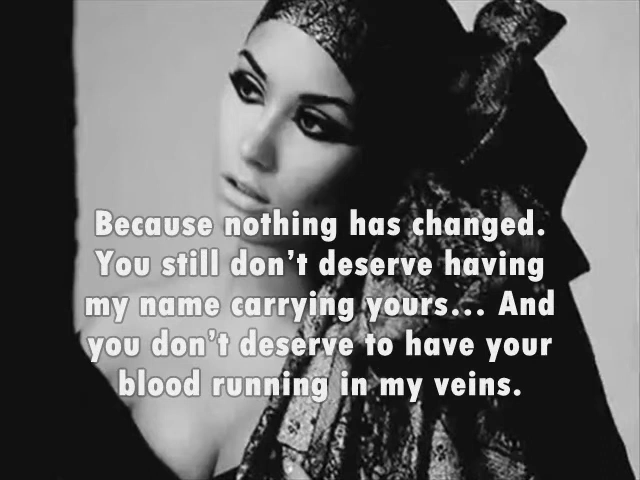 Because nothing has changed.
You still don’t deserve having
my name carrying yours... And
you don’t deserve to have your
blood running in my veins.